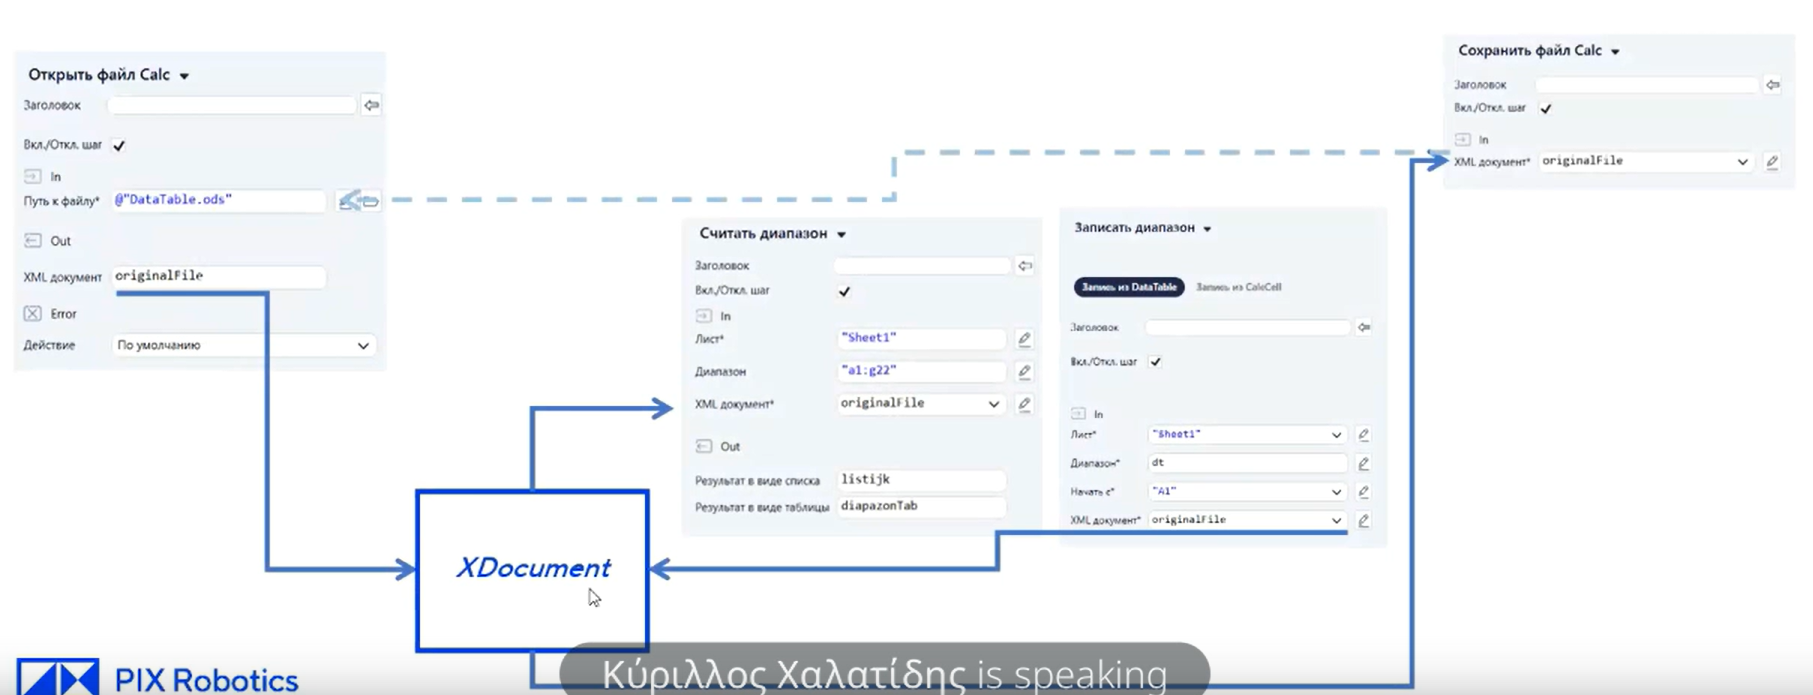 Открыть файл Calc
Заголовок
Вкл./Откл. шаг
In
Путь к файлу* @"DataTable.ods"
Out
XML документ originalFile
Error
Действие По умолчанию
Считать диапазон
Заголовок
Вкл./Откл. шаг
In
Лист* "Sheet1"
Диапазон "a1:g22"
XML документ* originalFile
Out
Результат в виде списка listijk
Результат в виде таблицы diapazonTab
Записать диапазон
Запись из DataTable Запись из CalcCell
Заголовок
Вкл./Откл. шаг
In
Лист* "Sheet1"
Диапазон* dt
Начать с* "A1"
XML документ* originalFile
Сохранить файл Calc
Заголовок
Вкл./Откл. шаг
In
XML документ* originalFile
XDocument
PIX Robotics
Κύριλλος Χαλατίδης is speaking